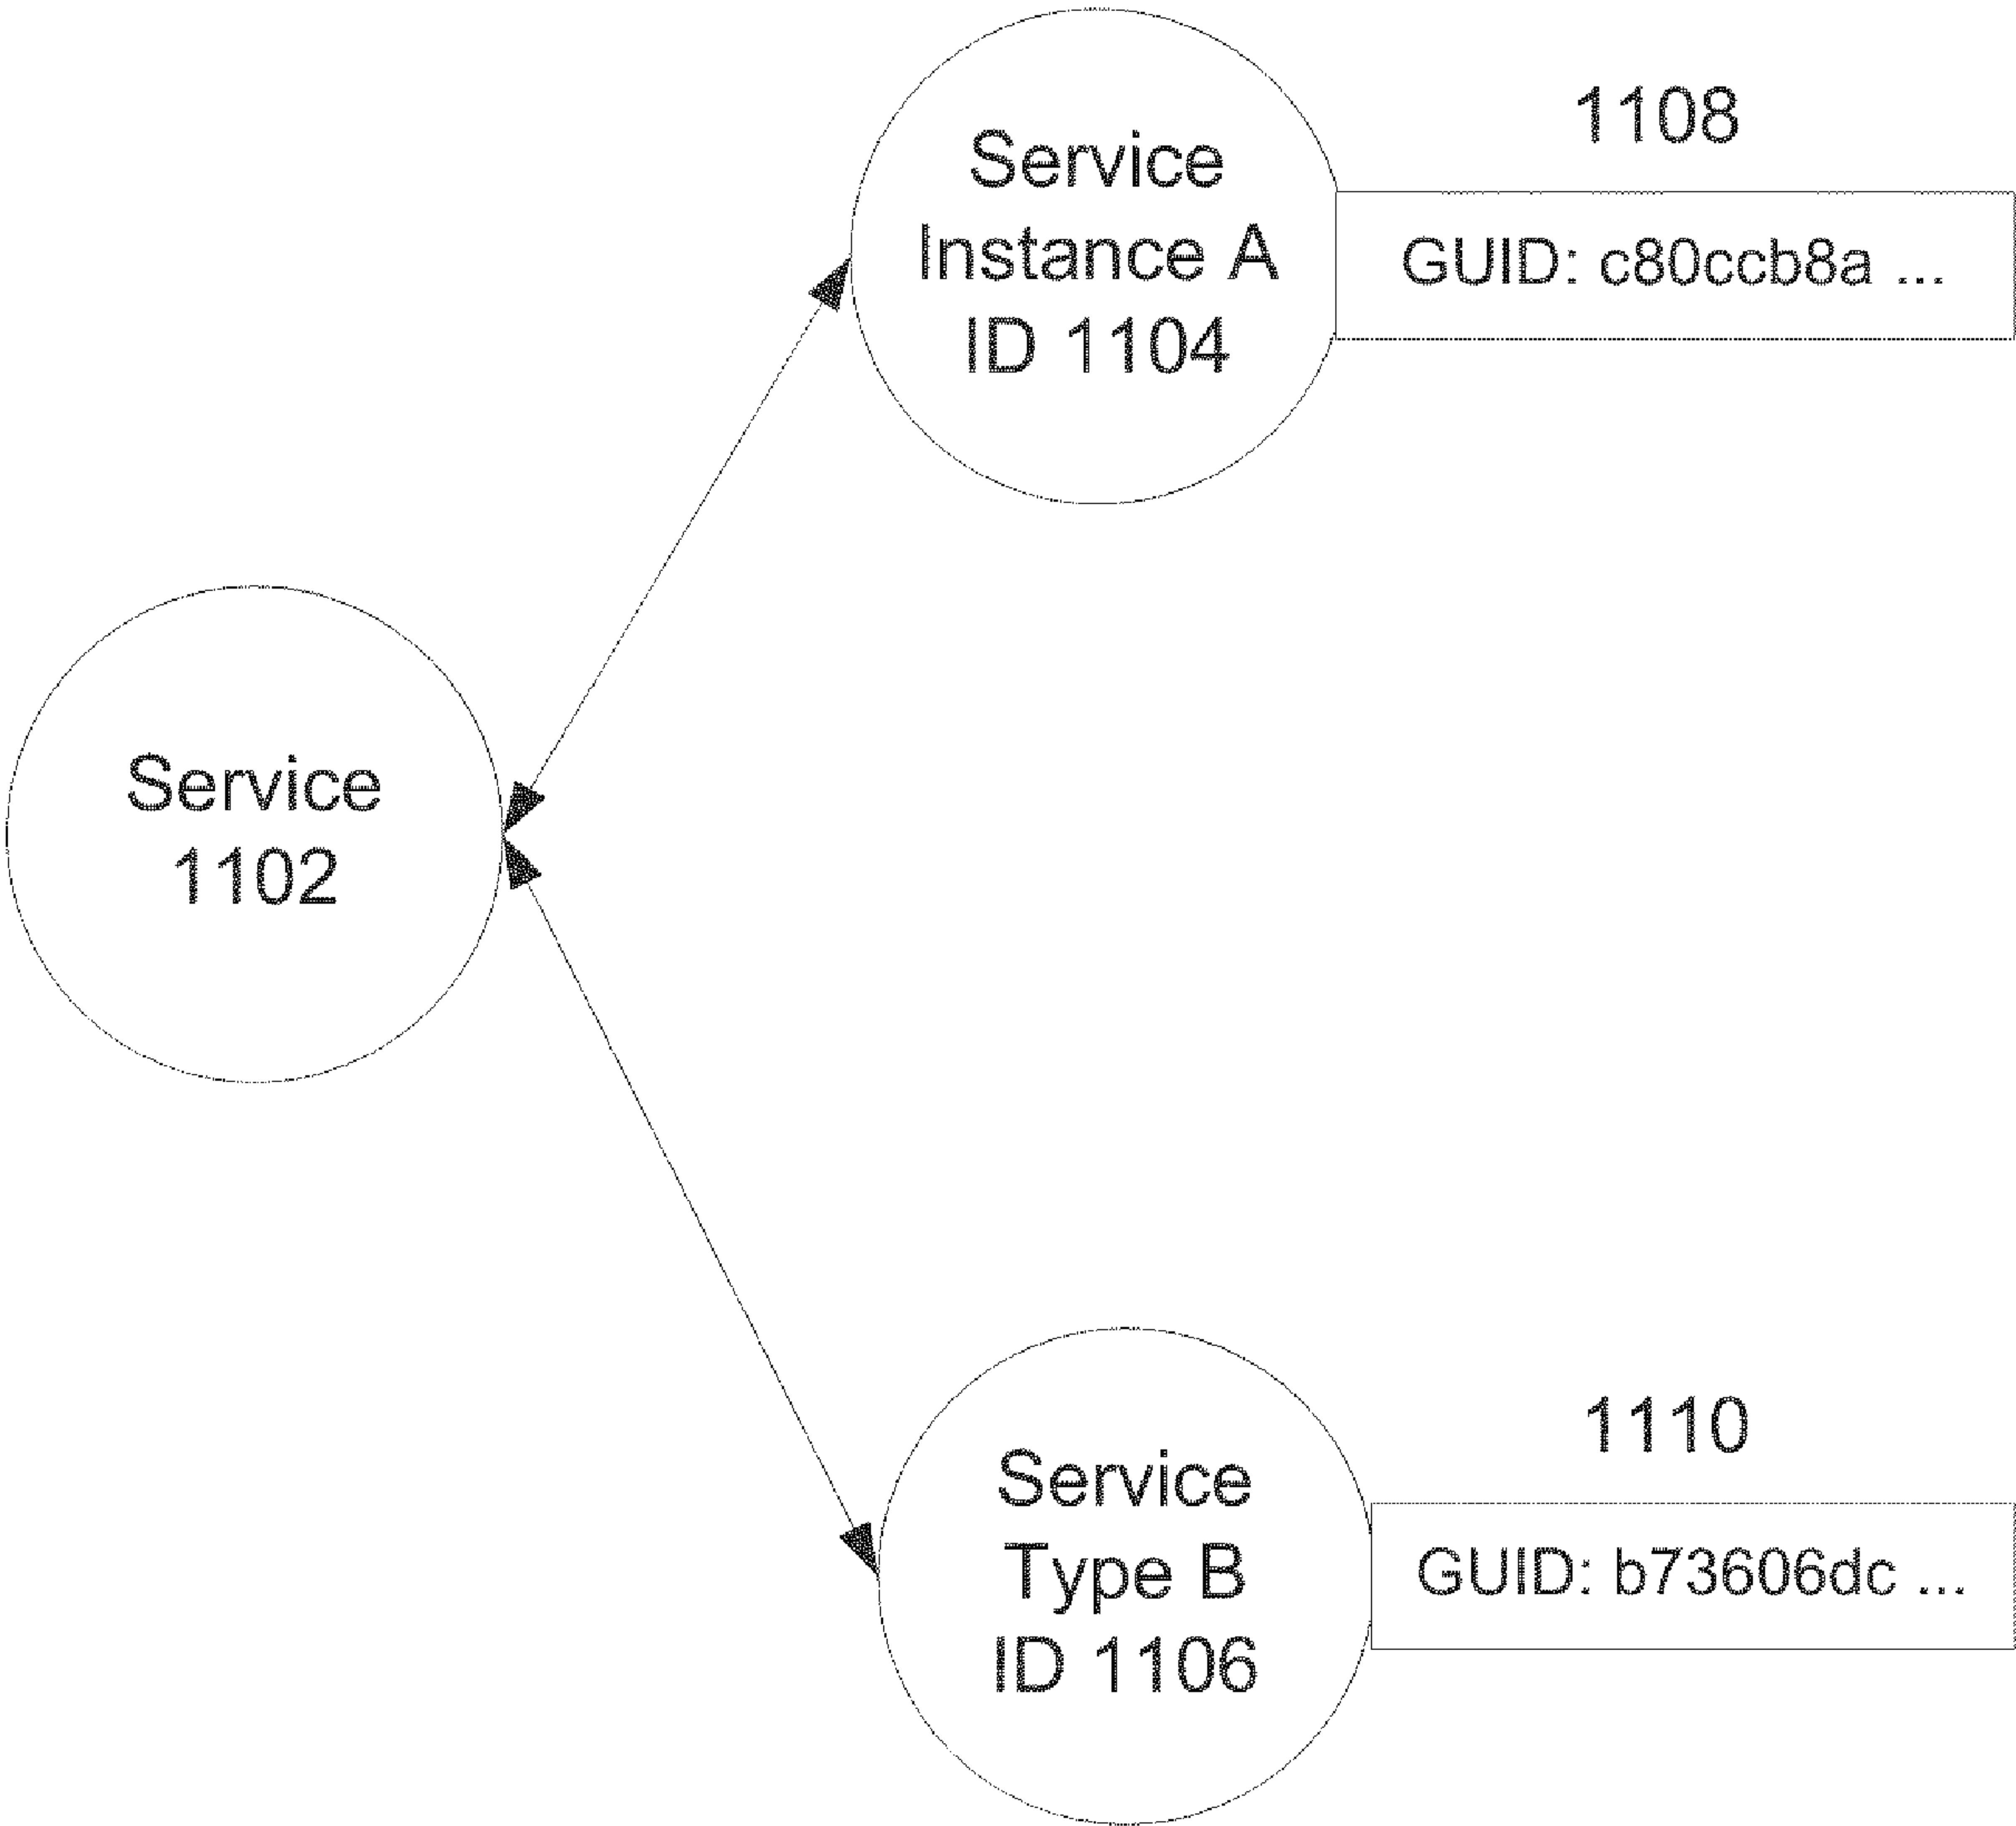 1108
Service
Instance A
ID 1104
GUID: c80ccb8a ...
Service
1102
1110
Service
Type B
ID 1106
GUID: b73606dc ...